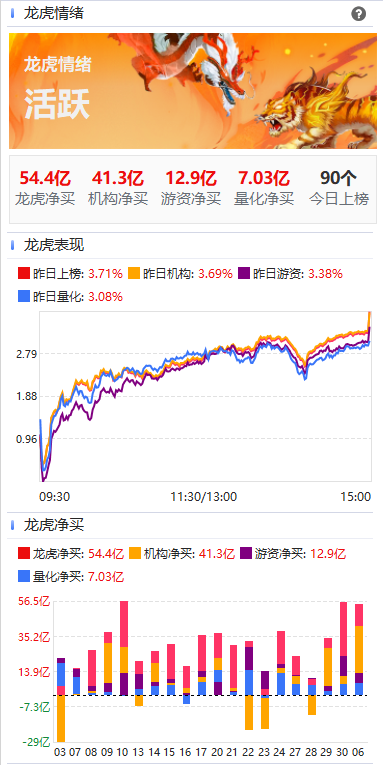 龙虎情绪
?
龙虎情绪
活跃
54.4亿 41.3亿 12.9亿 7.03亿 90个
龙虎净买 机构净买 游资净买 量化净买 今日上榜
龙虎表现
昨日上榜: 3.71% 昨日机构: 3.69% 昨日游资: 3.38%
昨日量化: 3.08%
2.79
1.88
0.96
09:30 11:30/13:00 15:00
龙虎净买
龙虎净买: 54.4亿 机构净买: 41.3亿 游资净买: 12.9亿
量化净买: 7.03亿
56.5亿
35.2亿
13.9亿
-7.3亿
-29亿
03 07 08 09 10 13 14 15 16 17 20 21 22 23 24 27 28 29 30 06